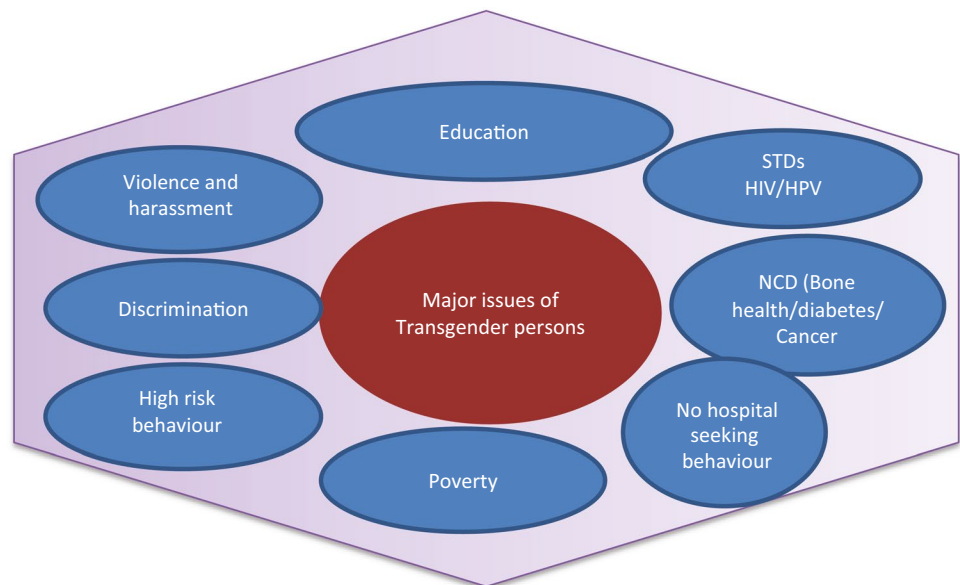 Education
STDs
HIV/HPV
Violence and
harassment
NCD (Bone
health/diabetes/
Cancer
Major issues of
Transgender persons
Discrimination
High risk
behaviour
No hospital
seeking
behaviour
Poverty